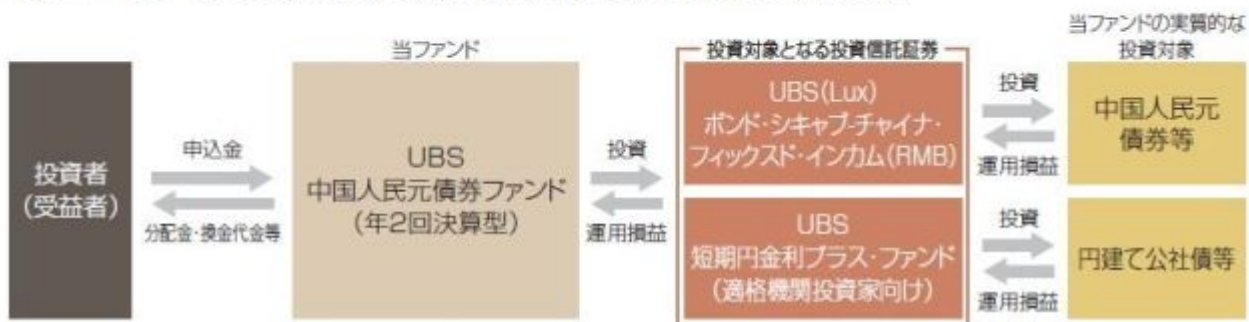 当ファンド
投資対象となる投資信託証券
当ファンドの実質的な
投資対象
投資者
(受益者)
申込金
分配金・換金代金等
UBS
中国人民元債券ファンド
(年2回決算型)
投資
運用損益
UBS(Lux)
ボンド・シキャブ-チャイナ・
フィックスド・インカム(RMB)
投資
運用損益
中国人民元
債券等
UBS
短期円金利プラス・ファンド
(適格機関投資家向け)
投資
運用損益
円建て公社債等